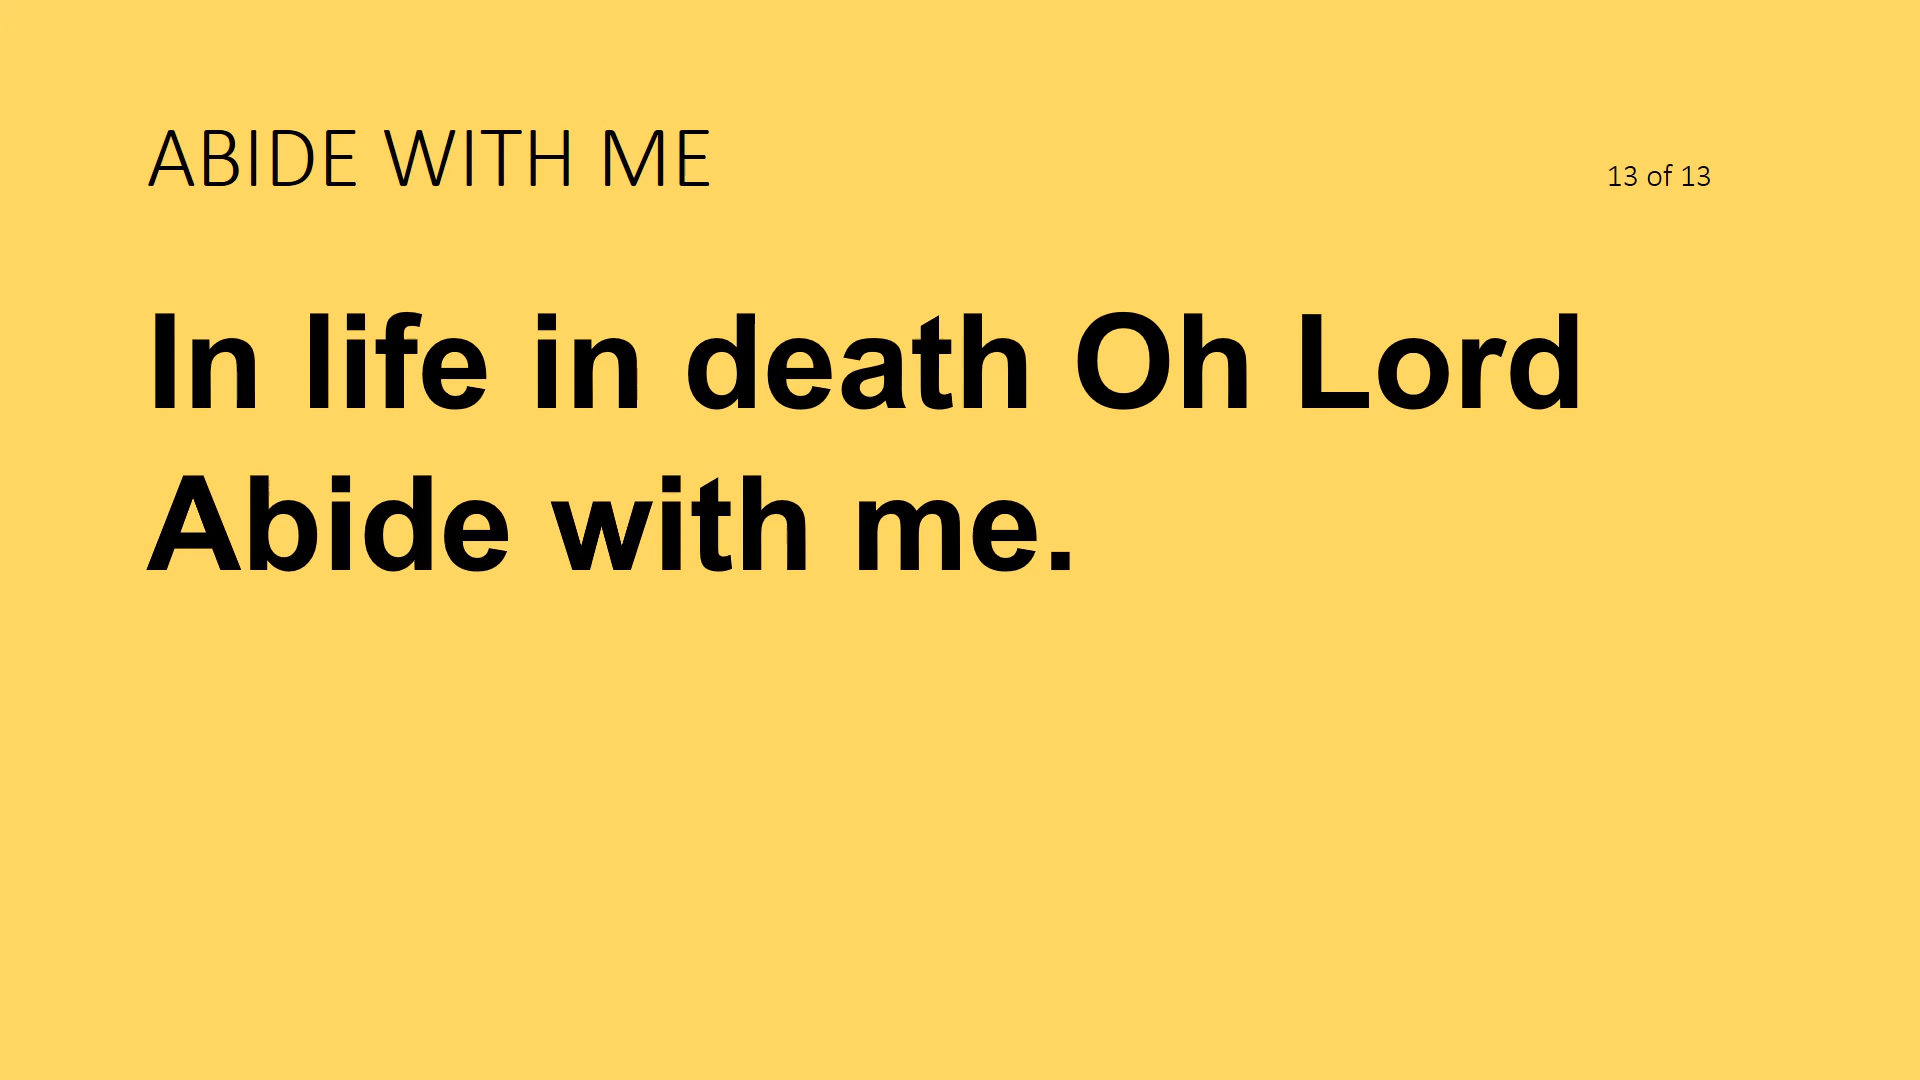 ABIDE WITH ME
13 of 13
In life in death Oh Lord
Abide with me.